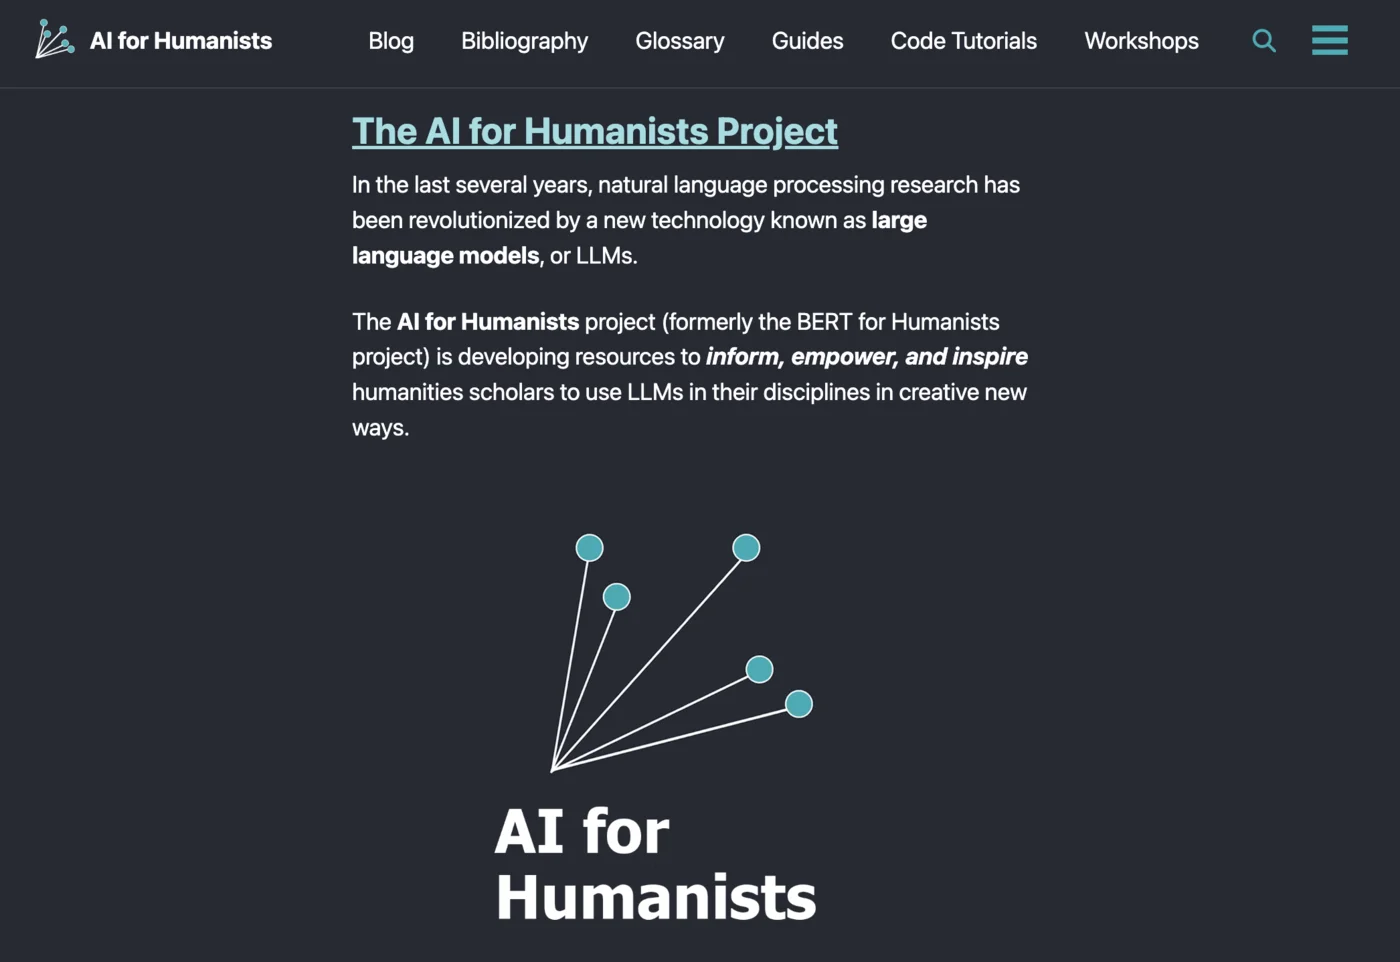 AI for Humanists
Blog
Bibliography
Glossary
Guides
Code Tutorials
Workshops
The AI for Humanists Project
In the last several years, natural language processing research has
been revolutionized by a new technology known as large
language models, or LLMs.
The AI for Humanists project (formerly the BERT for Humanists
project) is developing resources to inform, empower, and inspire
humanities scholars to use LLMs in their disciplines in creative new
ways.
AI for
Humanists